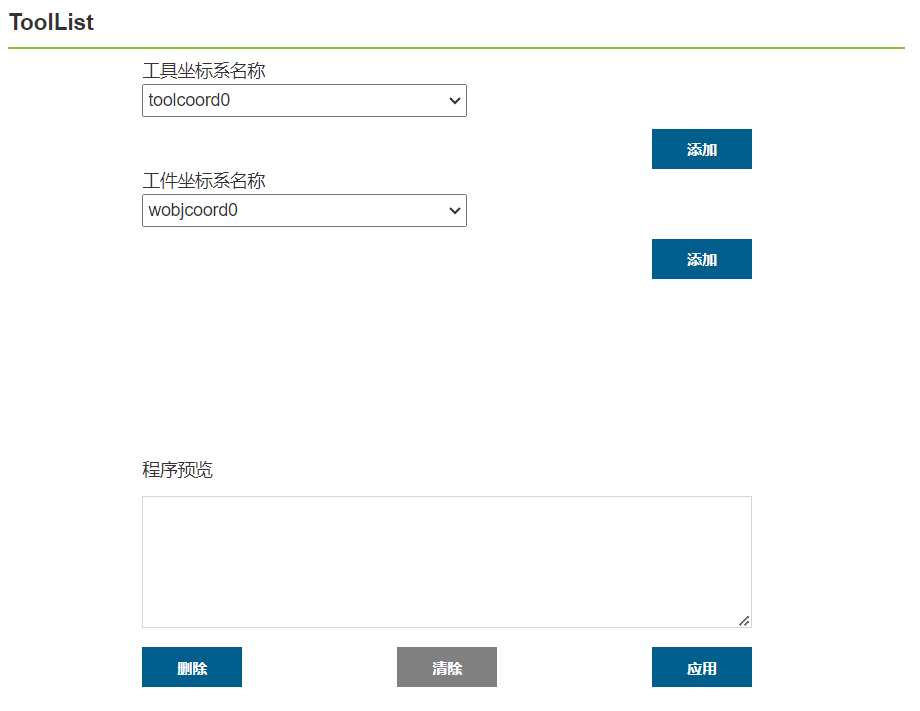 ToolList
工具坐标系名称
toolcoord0
添加
工件坐标系名称
wobjcoord0
添加
程序预览
删除 清除 应用